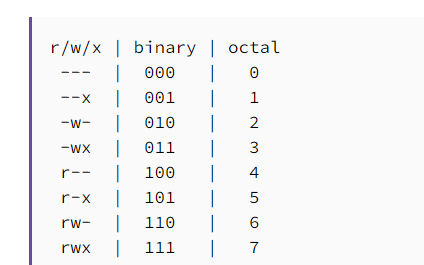 r/w/x | binary | octal
--- | 000 | 0
--x | 001 | 1
-w- | 010 | 2
-wx | 011 | 3
r-- | 100 | 4
r-x | 101 | 5
rw- | 110 | 6
rwx | 111 | 7